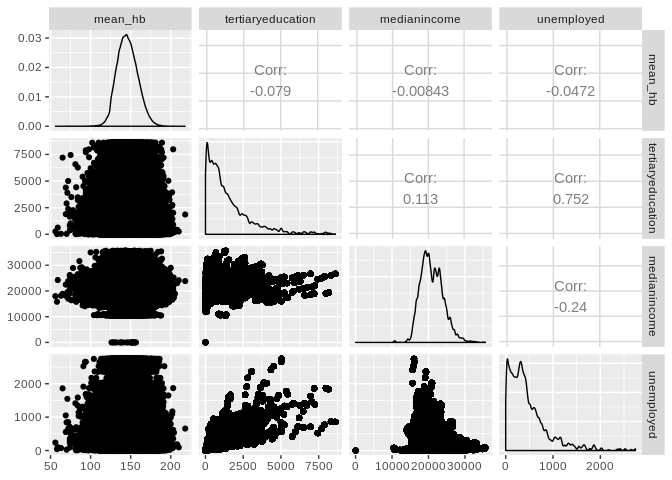 mean_hb tertiaryeducation medianincome unemployed
0.03
0.02
0.01
0.00
Corr:
-0.079
Corr:
-0.00843
Corr:
-0.0472
mean_hb
7500
5000
2500
0
Corr:
0.113
Corr:
0.752
tertiaryeducation
30000
20000
10000
0
Corr:
-0.24
medianincome
2000
1000
0
unemployed
50 100 150 200 0 2500 5000 7500 0 10000 20000 30000 0 1000 2000